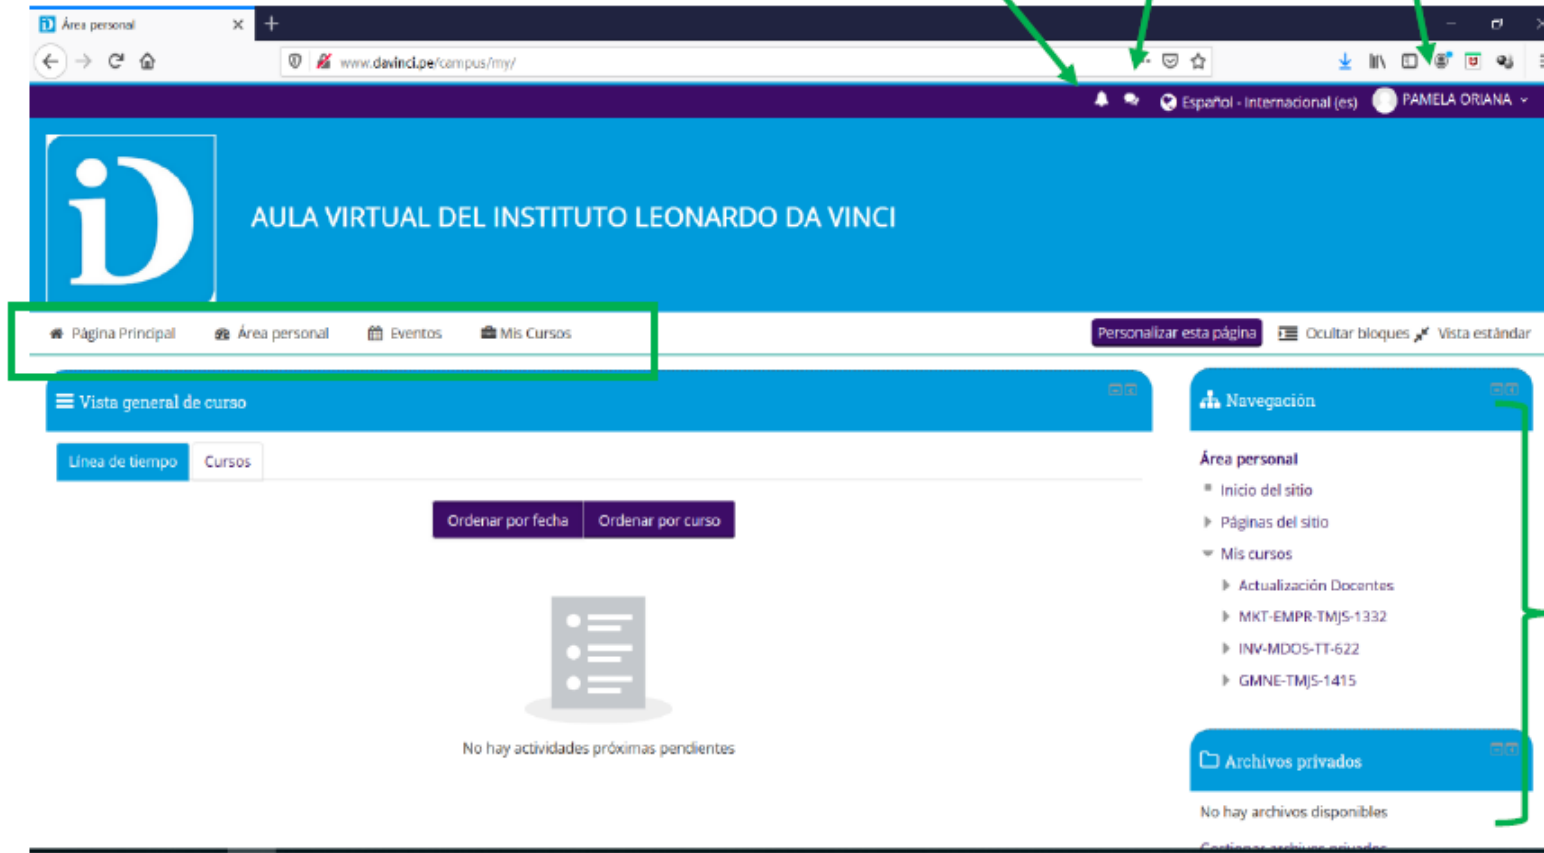 Área personal
www.davinci.pe/campus/my/
Español - Internacional (es) PAMELA ORIANA
iD
AULA VIRTUAL DEL INSTITUTO LEONARDO DA VINCI
Página Principal Área personal Eventos Mis Cursos
Personalizar esta página Ocultar bloques Vista estándar
Vista general de curso
Línea de tiempo Cursos
Ordenar por fecha Ordenar por curso
No hay actividades próximas pendientes
Navegación
Área personal
Inicio del sitio
Páginas del sitio
Mis cursos
Actualización Docentes
MKT-EMPR-TMJS-1332
INV-MDOS-TT-622
GMNE-TMJS-1415
Archivos privados
No hay archivos disponibles
Gestionar archivos privados